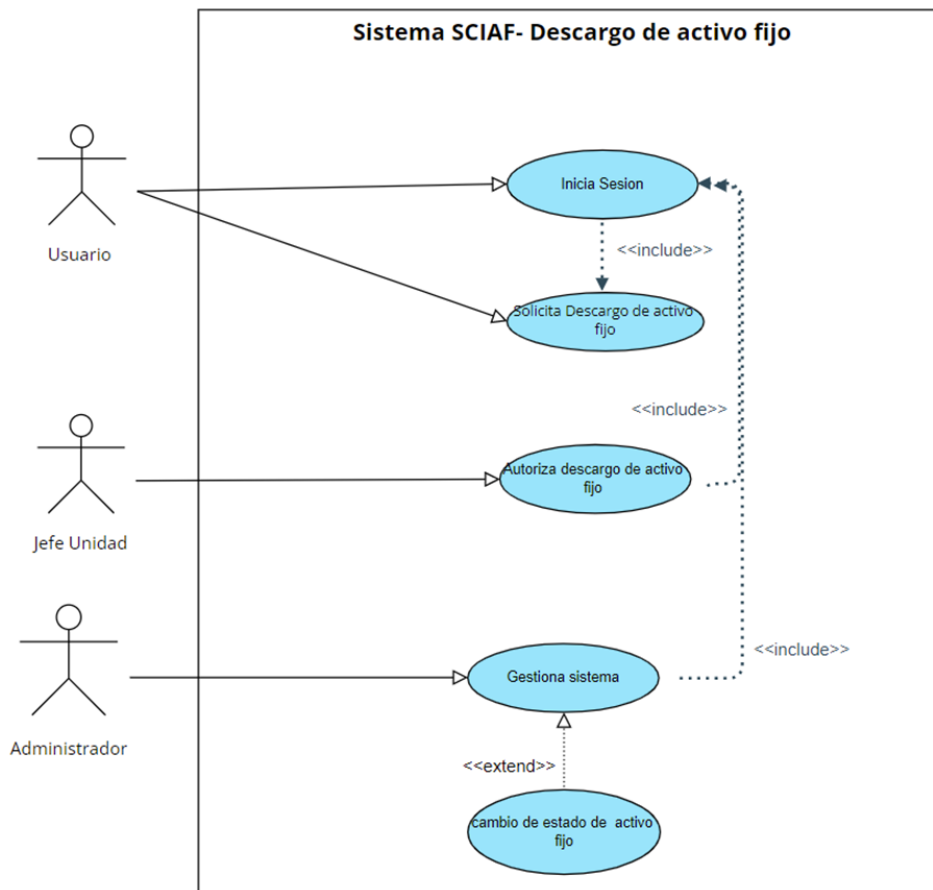 Sistema SCIAF- Descargo de activo fijo
Inicia Sesion
Usuario
<<include>>
Solicita Descargo de activo
fijo
<<include>>
Autoriza descargo de activo
fijo
Jefe Unidad
<<include>>
Gestiona sistema
Administrador
<<extend>>
cambio de estado de activo
fijo